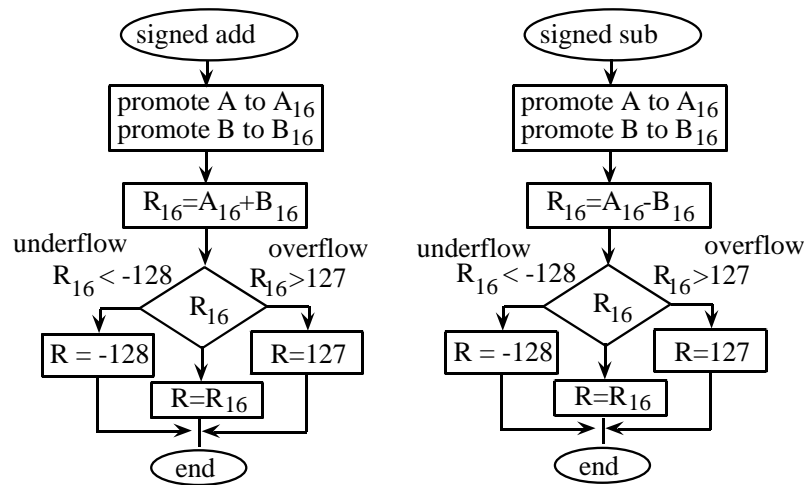 signed add
promote A to A16
promote B to B16
R16=A16+B16
underflow
R16 < -128
overflow
R16>127
R16
R = -128
R=127
R=R16
end
signed sub
promote A to A16
promote B to B16
R16=A16-B16
underflow
R16 < -128
overflow
R16>127
R16
R = -128
R=127
R=R16
end